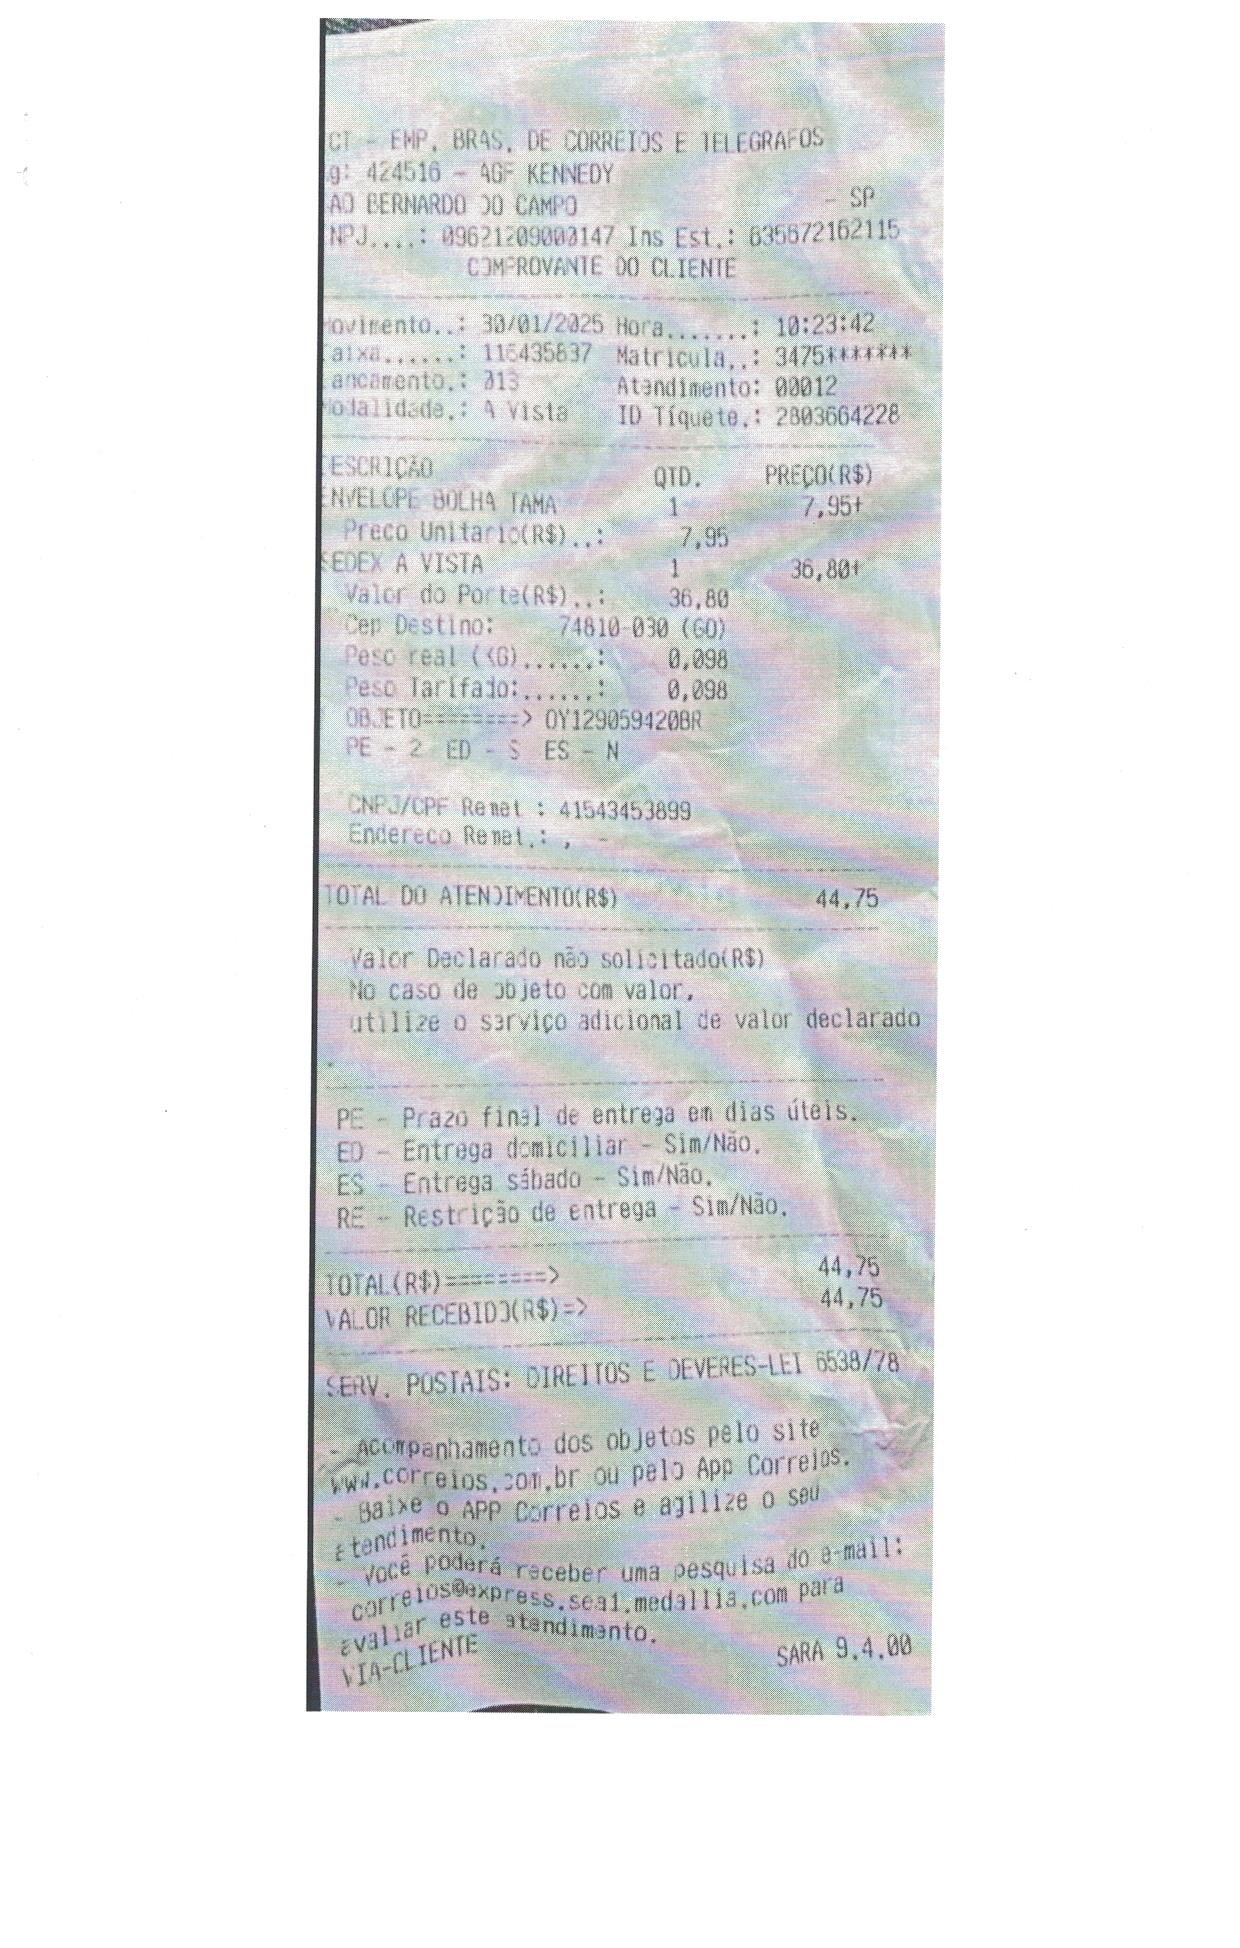 CT - EMP. BRAS. DE CORREIOS E TELEGRAFOS
g: 424516 - AGF KENNEDY
AO BERNARDO DO CAMPO - SP
NPJ....: 09621209000147 Ins Est.: 635672162115
COMPROVANTE DO CLIENTE
ovimento..: 30/01/2025 Hora.......: 10:23:42
aixa......: 116435837 Matricula..: 3475*******
ancamento.: 013 Atendimento: 00012
odalidade.: A Vista ID Tíquete.: 2803664228
DESCRIÇÃO QTD. PREÇO(R$)
ENVELOPE BOLHA TAMA 1 7,95+
Preco Unitario(R$)..: 7,95
SEDEX A VISTA 1 36,80+
Valor do Porte(R$)..: 36,80
Cep Destino: 74810-030 (GO)
Peso real (KG)......: 0,098
Peso Tarifado:......: 0,098
OBJETO========> OY129059420BR
PE - 2 ED - S ES - N
CNPJ/CPF Remet : 41543453899
Endereco Remet.: , -
TOTAL DO ATENDIMENTO(R$) 44,75
Valor Declarado não solicitado(R$)
No caso de objeto com valor,
utilize o serviço adicional de valor declarado
.
PE - Prazo final de entrega em dias úteis.
ED - Entrega domiciliar - Sim/Não.
ES - Entrega sábado - Sim/Não.
RE - Restrição de entrega - Sim/Não.
TOTAL(R$)========> 44,75
VALOR RECEBIDO(R$)=> 44,75
SERV. POSTAIS: DIREITOS E DEVERES-LEI 6538/78
- Acompanhamento dos objetos pelo site
www.correios.com.br ou pelo App Correios.
- Baixe o APP Correios e agilize o seu
atendimento.
- Você poderá receber uma pesquisa do e-mail:
correios@express.sea1.medallia.com para
avaliar este atendimento.
VIA-CLIENTE SARA 9.4.00